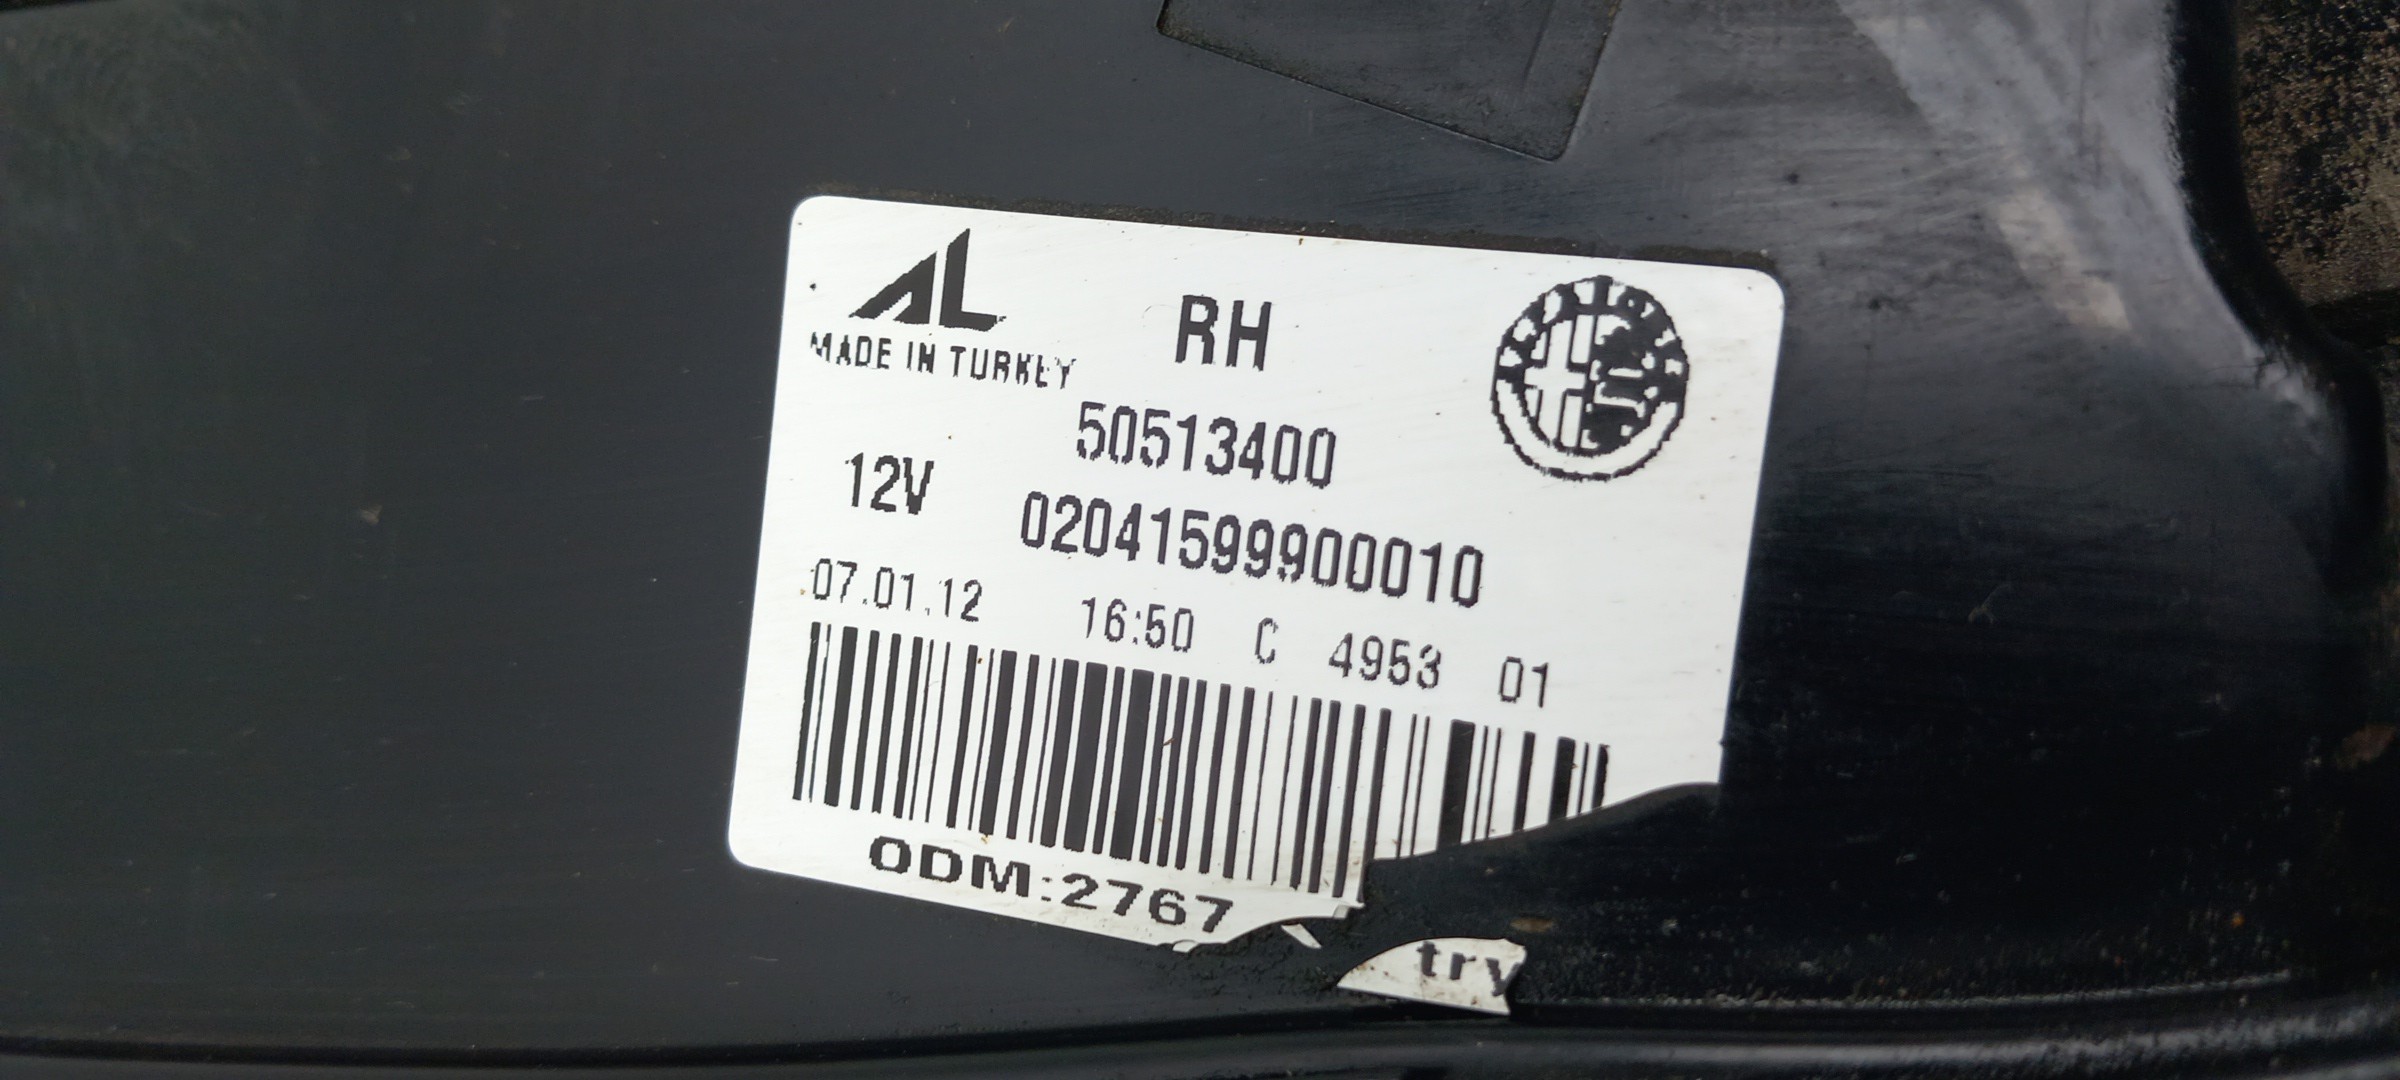 AL
RH
MADE IN TURKEY
50513400
12V
02041599900010
07.01.12 16:50 C 4953 01
ODM:2767
try